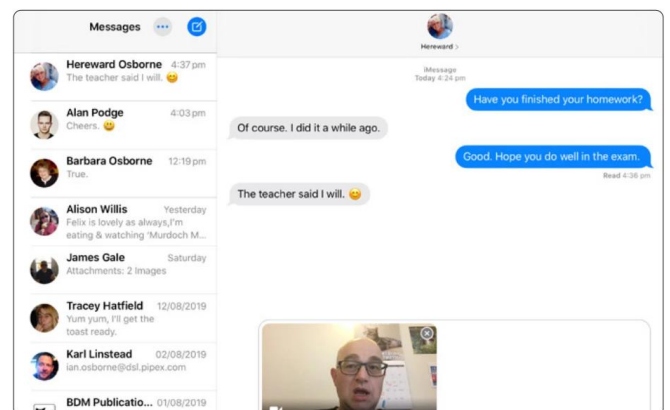 Messages
Hereward Osborne 4:37 pm
The teacher said I will. 😊
Alan Podge 4:03 pm
Cheers. 😃
Barbara Osborne 12:19 pm
True.
Alison Willis Yesterday
Felix is lovely as always,I'm
eating & watching 'Murdoch M...
James Gale Saturday
Attachments: 2 Images
Tracey Hatfield 12/08/2019
Yum yum, I'll get the
toast ready.
Karl Linstead 02/08/2019
ian.osborne@dsl.pipex.com
BDM Publicatio... 01/08/2019
Hereward >
iMessage
Today 4:24 pm
Have you finished your homework?
Of course. I did it a while ago.
Good. Hope you do well in the exam.
Read 4:36 pm
The teacher said I will. 😊